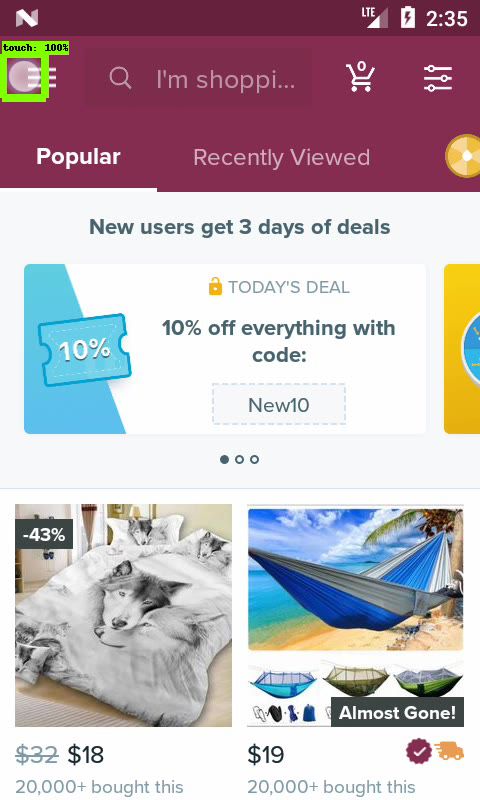 LTE
2:35
touch: 100%
I'm shoppi...
0
Popular
Recently Viewed
New users get 3 days of deals
TODAY'S DEAL
10% off everything with
code:
10%
New10
-43%
Almost Gone!
$32 $18
$19
20,000+ bought this
20,000+ bought this